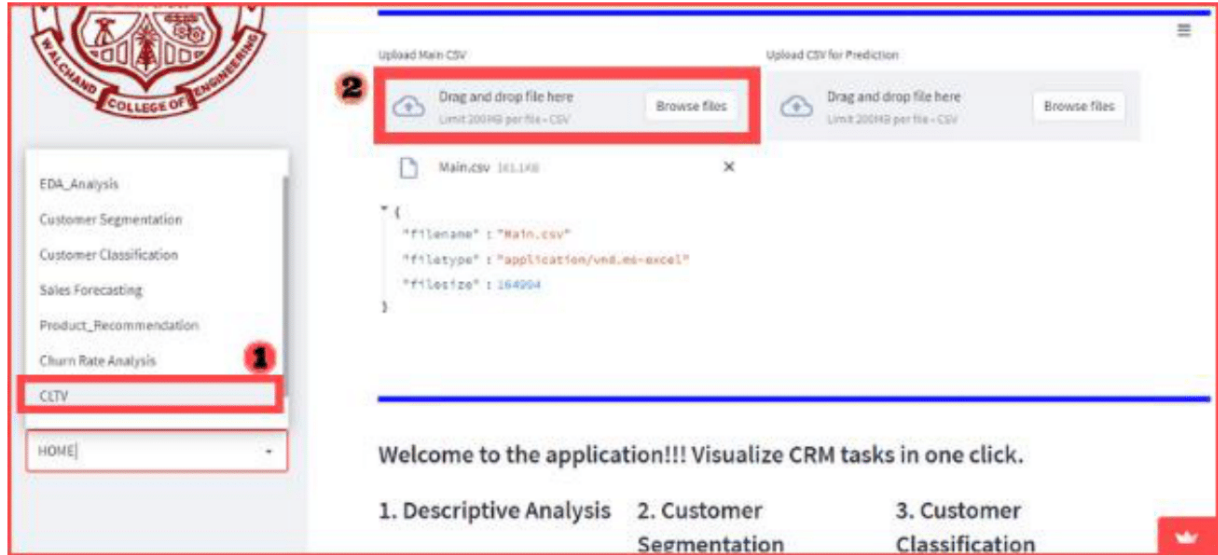 WALCHAND COLLEGE OF ENGINEERING
EDA_Analysis
Customer Segmentation
Customer Classification
Sales Forecasting
Product_Recommendation
Churn Rate Analysis
1
CLTV
HOME
Upload Main CSV
2
Drag and drop file here
Limit 200MB per file • CSV
Browse files
Main.csv 161.1KB
{
"filename" : "Main.csv"
"filetype" : "application/vnd.ms-excel"
"filesize" : 164994
}
Upload CSV for Prediction
Drag and drop file here
Limit 200MB per file • CSV
Browse files
Welcome to the application!!! Visualize CRM tasks in one click.
1. Descriptive Analysis
2. Customer
Segmentation
3. Customer
Classification